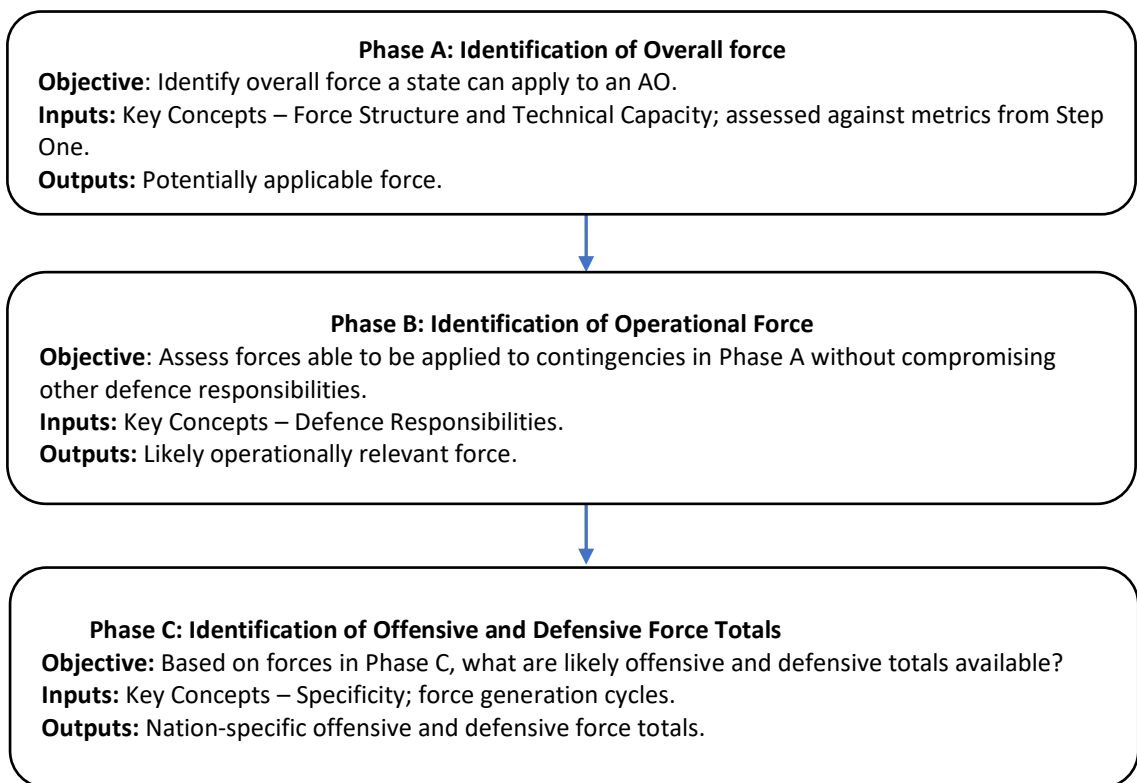 Phase A: Identification of Overall force
Objective: Identify overall force a state can apply to an AO.
Inputs: Key Concepts – Force Structure and Technical Capacity; assessed against metrics from Step
One.
Outputs: Potentially applicable force.
Phase B: Identification of Operational Force
Objective: Assess forces able to be applied to contingencies in Phase A without compromising
other defence responsibilities.
Inputs: Key Concepts – Defence Responsibilities.
Outputs: Likely operationally relevant force.
Phase C: Identification of Offensive and Defensive Force Totals
Objective: Based on forces in Phase C, what are likely offensive and defensive totals available?
Inputs: Key Concepts – Specificity; force generation cycles.
Outputs: Nation-specific offensive and defensive force totals.